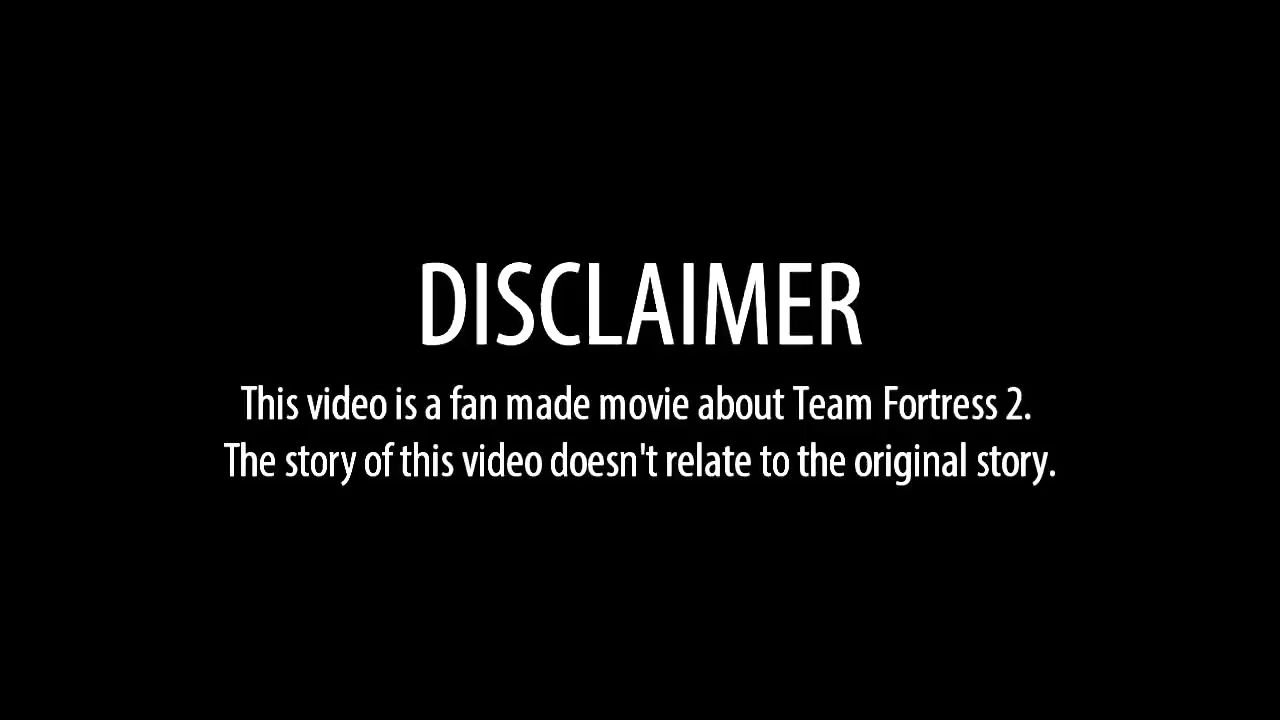 DISCLAIMER
This video is a fan made movie about Team Fortress 2.
The story of this video doesn't relate to the original story.